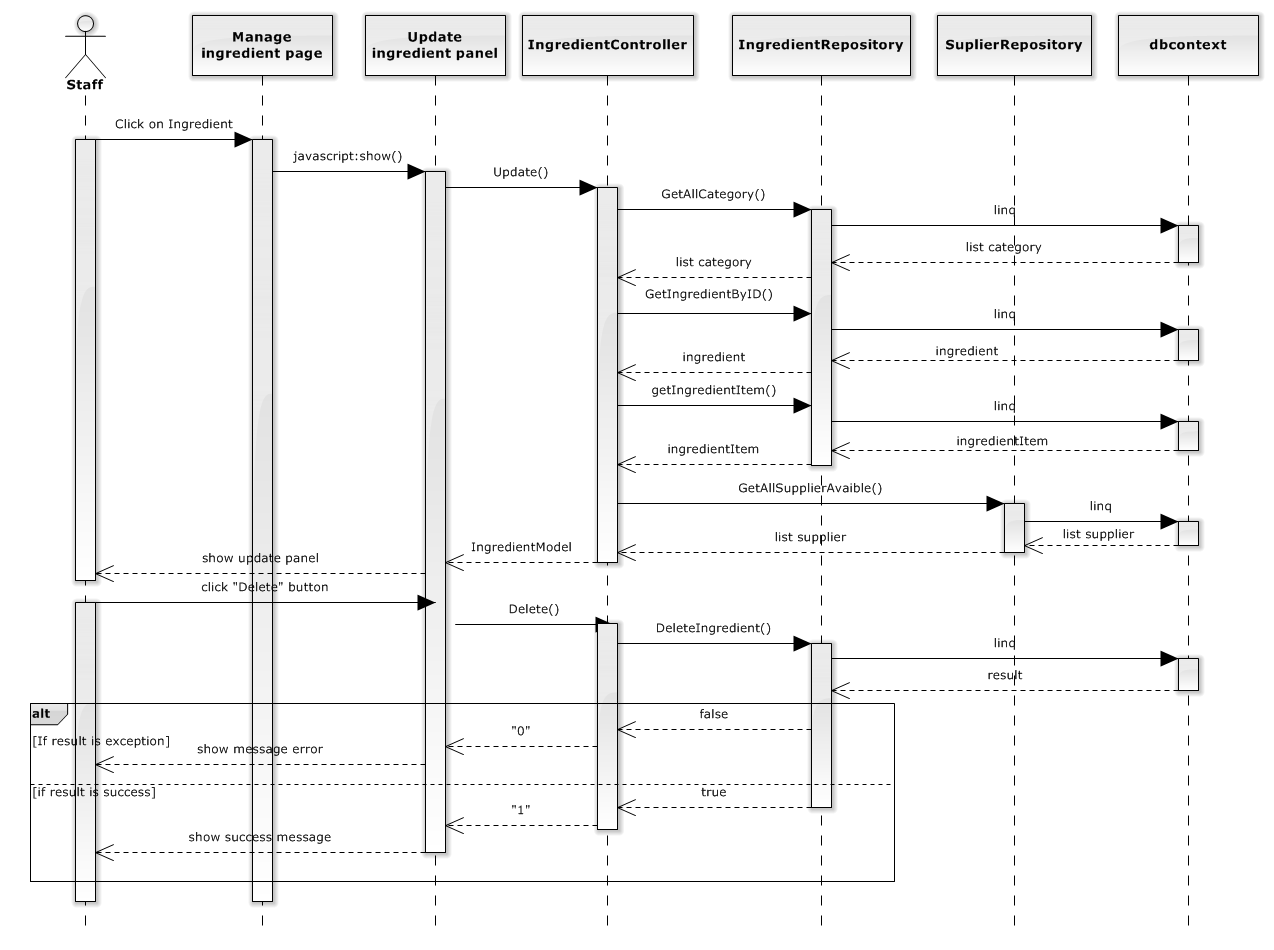 Staff
Manage
ingredient page
Update
ingredient panel
IngredientController
IngredientRepository
SuplierRepository
dbcontext
Click on Ingredient
javascript:show()
Update()
GetAllCategory()
linq
list category
list category
GetIngredientByID()
linq
ingredient
ingredient
getIngredientItem()
linq
ingredientItem
ingredientItem
GetAllSupplierAvaible()
linq
list supplier
list supplier
IngredientModel
show update panel
click "Delete" button
Delete()
DeleteIngredient()
linq
result
alt
false
"0"
[If result is exception]
show message error
[if result is success]
true
"1"
show success message